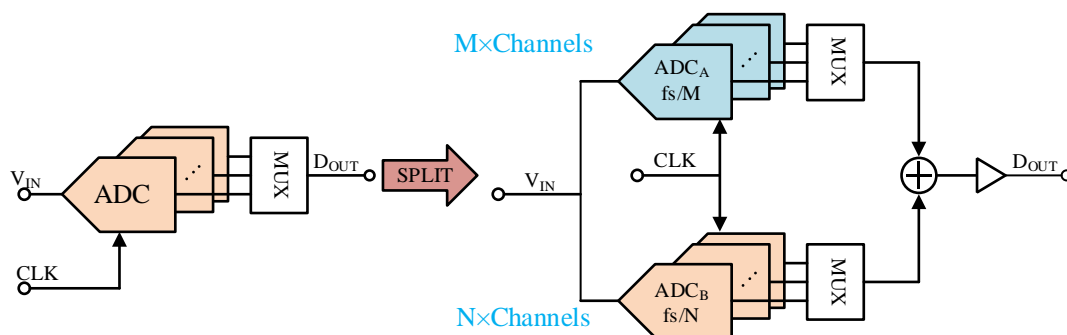 V_IN
ADC
MUX
D_OUT
CLK
SPLIT
M×Channels
ADC_A
fs/M
MUX
V_IN
CLK
D_OUT
ADC_B
fs/N
MUX
N×Channels